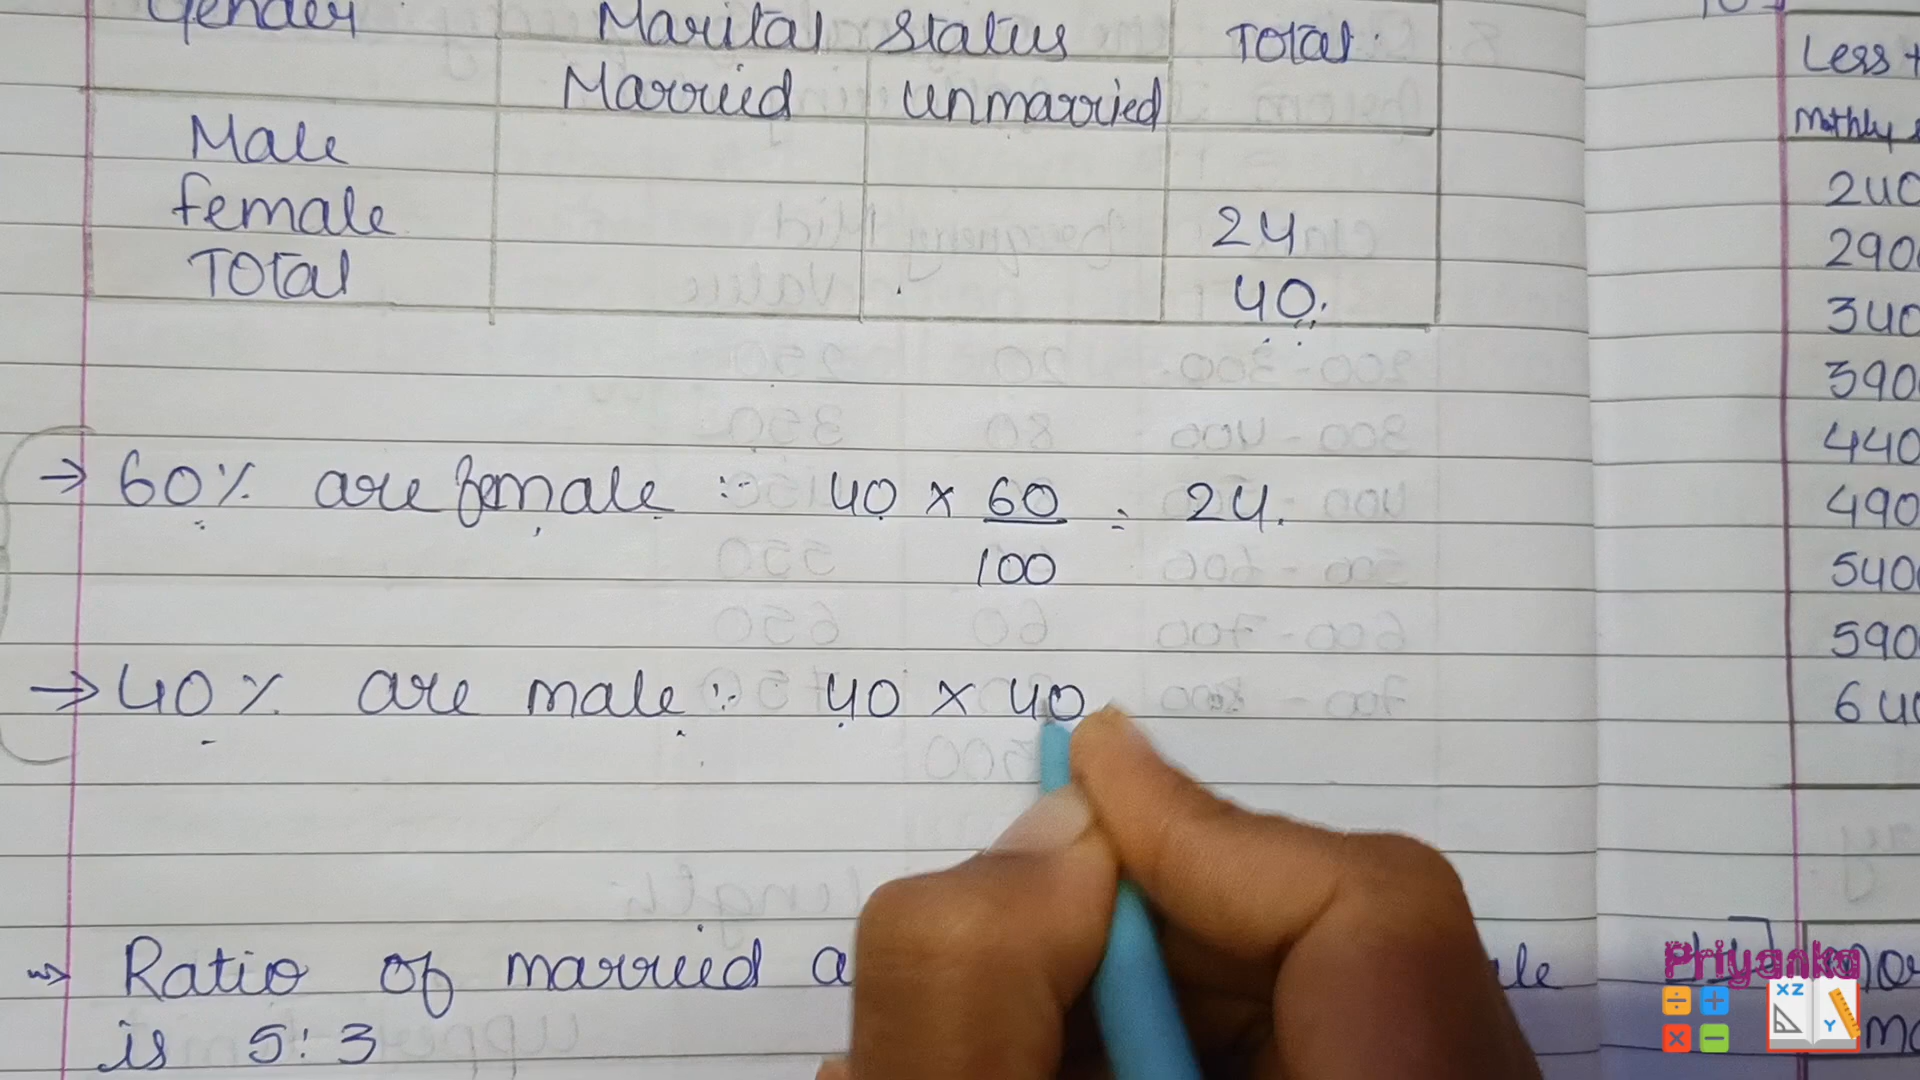 Gender Marital Status Total
Married Unmarried
Male
female 24
Total 40.
→ 60% are female :- 40 × 60 = 24.
100
→ 40% are male :- 40 × 40
⇝ Ratio of married a
is 5:3
Less
Mothly
240
290
340
390
440
490
540
590
640
Priyanka
XZ
Y